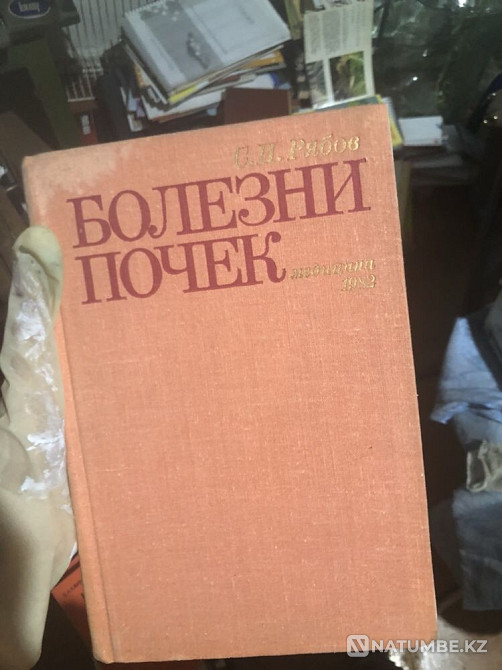 С.И. Рябов
БОЛЕЗНИ
ПОЧЕК
медицина
1982
NATUMBE.KZ